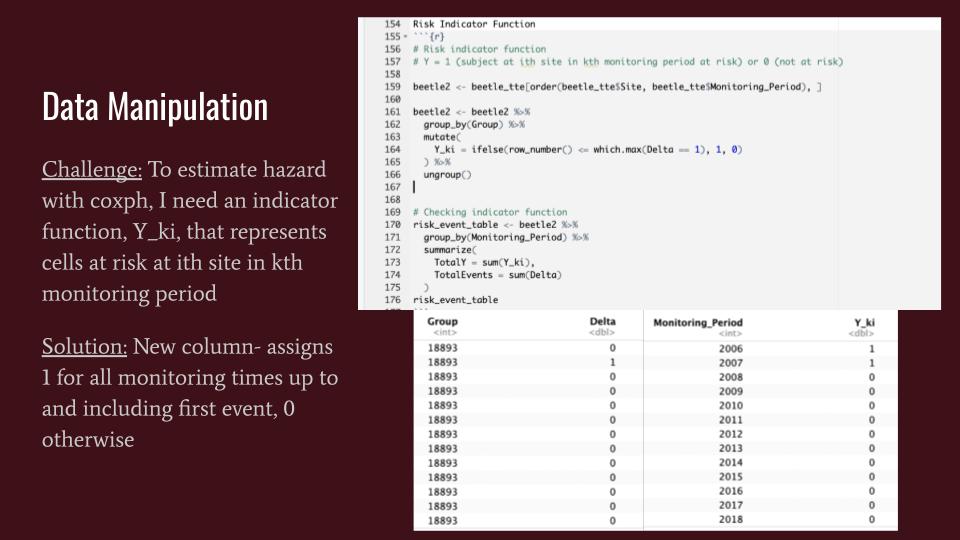 Data Manipulation
Challenge: To estimate hazard
with coxph, I need an indicator
function, Y_ki, that represents
cells at risk at ith site in kth
monitoring period
Solution: New column- assigns
1 for all monitoring times up to
and including first event, 0
otherwise
154 Risk Indicator Function
155 ```{r}
156 # Risk indicator function
157 # Y = 1 (subject at ith site in kth monitoring period at risk) or 0 (not at risk)
158
159 beetle2 <- beetle_tte[order(beetle_tte$Site, beetle_tte$Monitoring_Period), ]
160
161 beetle2 <- beetle2 %>%
162 group_by(Group) %>%
163 mutate(
164 Y_ki = ifelse(row_number() <= which.max(Delta == 1), 1, 0)
165 ) %>%
166 ungroup()
167
168
169 # Checking indicator function
170 risk_event_table <- beetle2 %>%
171 group_by(Monitoring_Period) %>%
172 summarize(
173 TotalY = sum(Y_ki),
174 TotalEvents = sum(Delta)
175 )
176 risk_event_table
Group Delta Monitoring_Period Y_ki
<int> <dbl> <int> <dbl>
18893 0 2006 1
18893 1 2007 1
18893 0 2008 0
18893 0 2009 0
18893 0 2010 0
18893 0 2011 0
18893 0 2012 0
18893 0 2013 0
18893 0 2014 0
18893 0 2015 0
18893 0 2016 0
18893 0 2017 0
18893 0 2018 0